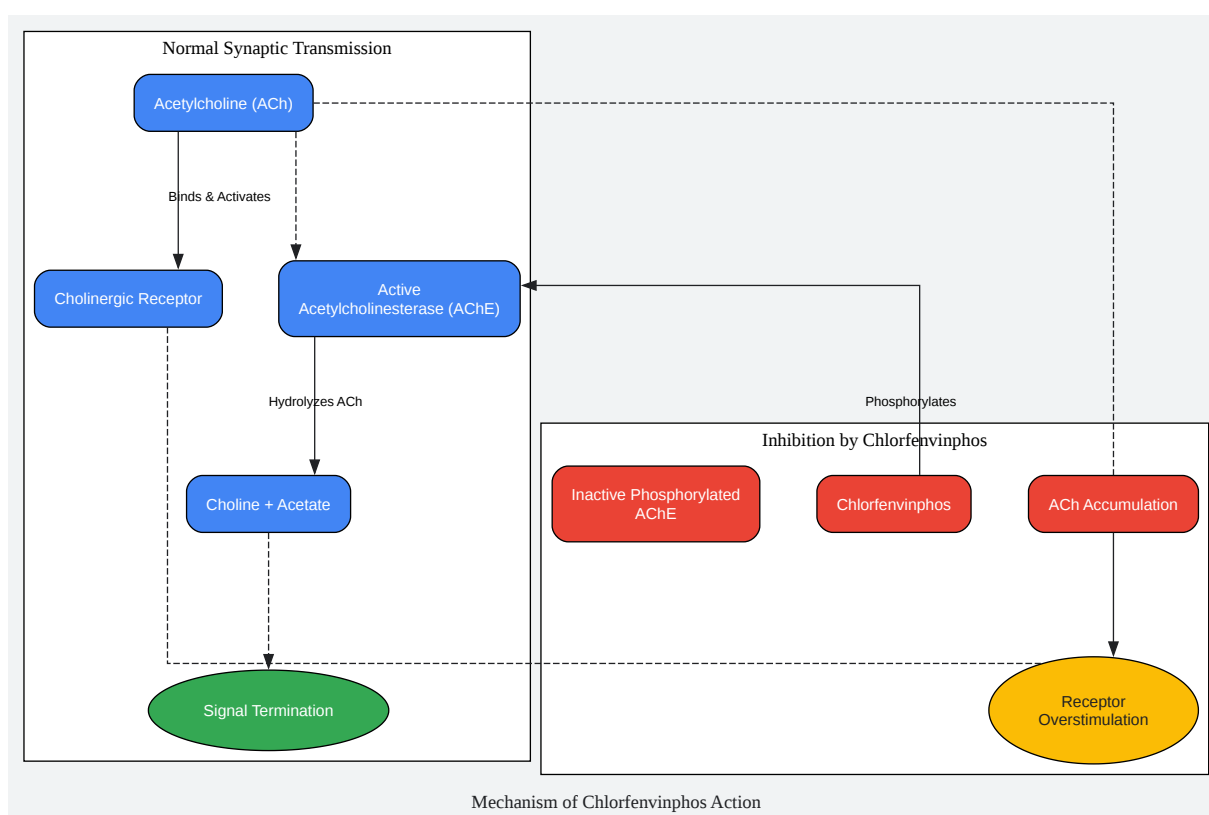 Normal Synaptic Transmission
Acetylcholine (ACh)
Binds & Activates
Cholinergic Receptor
Active
Acetylcholinesterase (AChE)
Hydrolyzes ACh
Phosphorylates
Inhibition by Chlorfenvinphos
Choline + Acetate
Inactive Phosphorylated
AChE
Chlorfenvinphos
ACh Accumulation
Signal Termination
Receptor
Overstimulation
Mechanism of Chlorfenvinphos Action